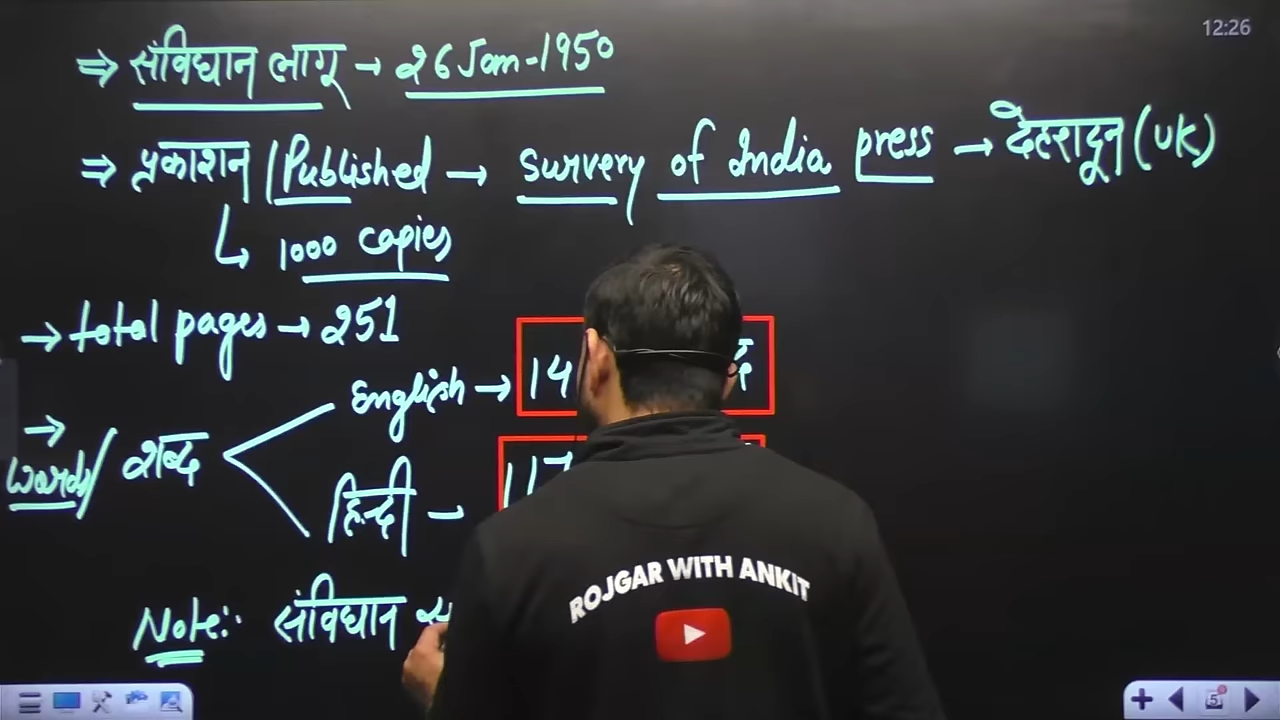 12:26
⇒ संविधान लागू → 26 Jan-1950
⇒ प्रकाशन / Published → Survery of India press → देहरादून (UK)
↳ 1000 copies
→ total pages → 251
English →
→ words / शब्द
हिन्दी –
Note:- संविधान
ROJGAR WITH ANKIT
5